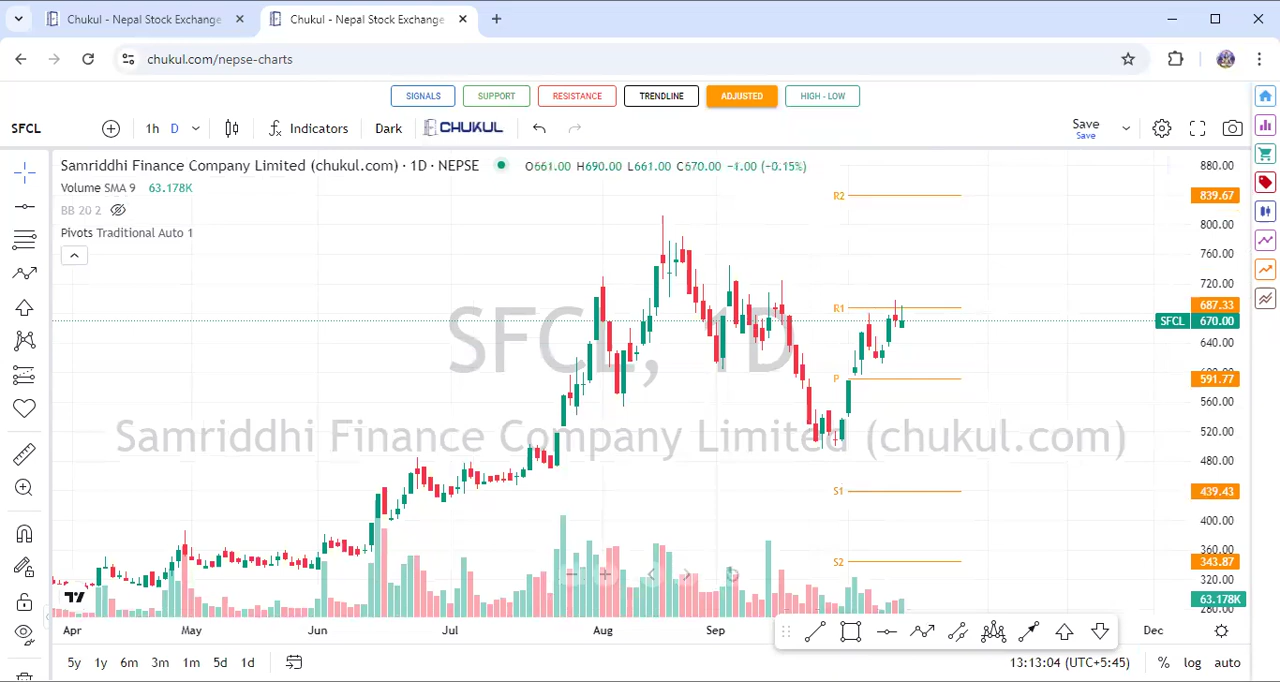 Chukul - Nepal Stock Exchange
Chukul - Nepal Stock Exchange
chukul.com/nepse-charts
SIGNALS
SUPPORT
RESISTANCE
TRENDLINE
ADJUSTED
HIGH - LOW
SFCL
1h D
Indicators
Dark
CHUKUL
Save
Save
Samriddhi Finance Company Limited (chukul.com) · 1D · NEPSE
O661.00 H690.00 L661.00 C670.00 −1.00 (−0.15%)
Volume SMA 9 63.178K
BB 20 2
Pivots Traditional Auto 1
SFCL, 1D
Samriddhi Finance Company Limited (chukul.com)
R2
R1
P
S1
S2
880.00
839.67
800.00
760.00
720.00
687.33
SFCL 670.00
640.00
591.77
560.00
520.00
480.00
439.43
400.00
360.00
343.87
320.00
63.178K
280.00
Apr May Jun Jul Aug Sep Dec
5y 1y 6m 3m 1m 5d 1d
13:13:04 (UTC+5:45)
% log auto